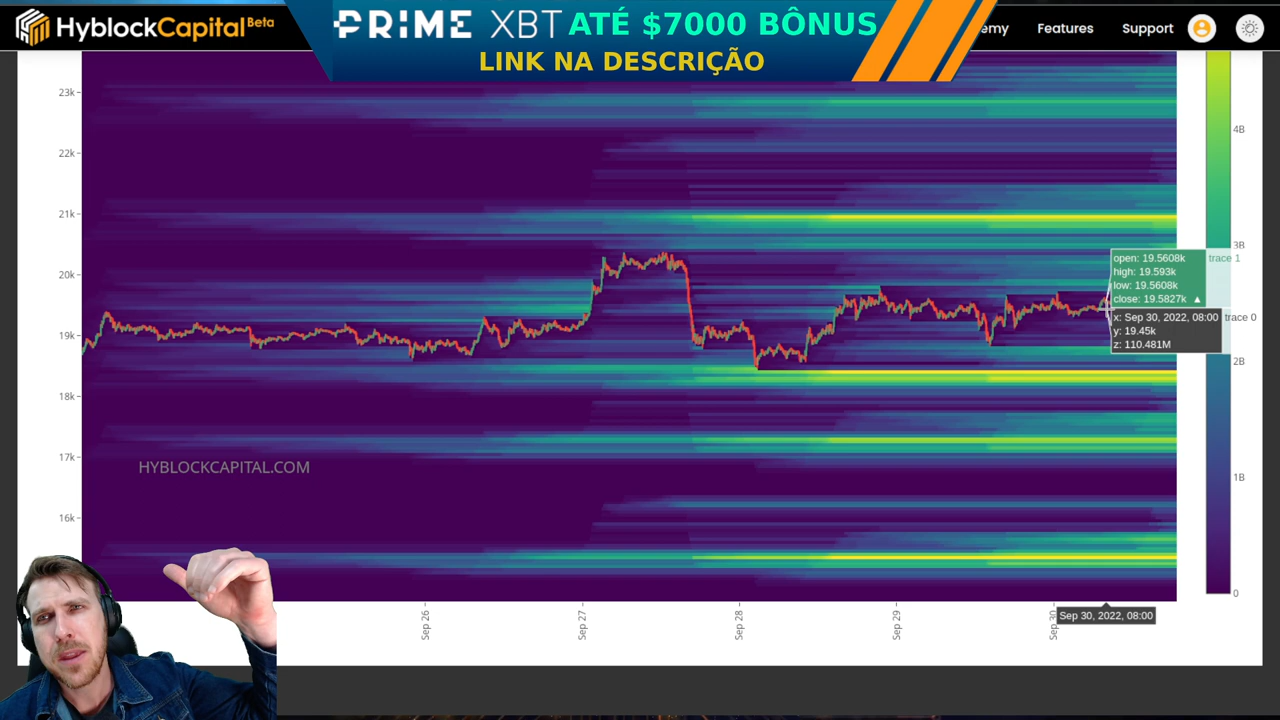 HyblockCapital Beta
PRIME XBT ATÉ $7000 BÔNUS
LINK NA DESCRIÇÃO
emy
Features
Support
23k
22k
21k
20k
19k
18k
17k
16k
HYBLOCKCAPITAL.COM
open: 19.5608k
high: 19.593k
low: 19.5608k
close: 19.5827k ▲
trace 1
x: Sep 30, 2022, 08:00
y: 19.45k
z: 110.481M
trace 0
4B
3B
2B
1B
0
Sep 26
Sep 27
Sep 28
Sep 29
Sep 30
Sep 30, 2022, 08:00